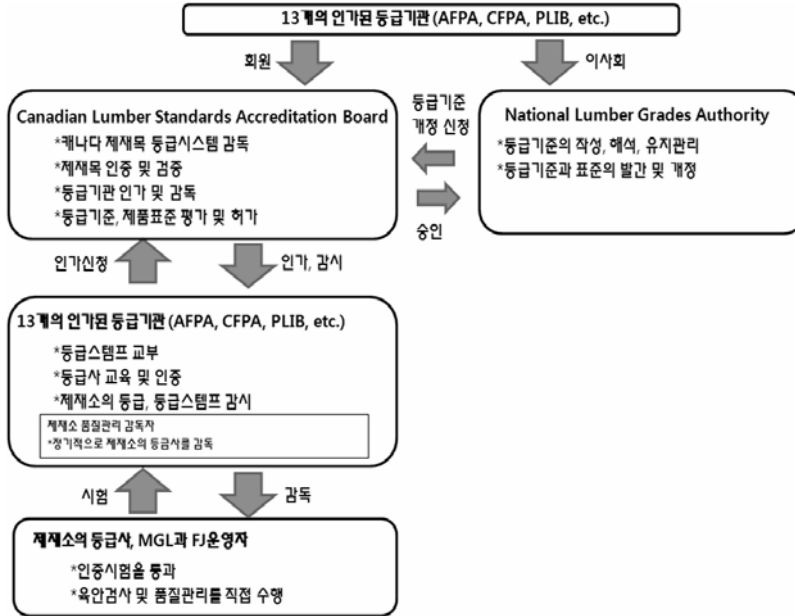 13개의 인가된 등급기관 (AFPA, CFPA, PLIB, etc.)
회원
이사회
Canadian Lumber Standards Accreditation Board
*캐나다 제재목 등급시스템 감독
*제재목 인증 및 검증
*등급기관 인가 및 감독
*등급기준, 제품표준 평가 및 허가
등급기준
개정 신청
승인
National Lumber Grades Authority
*등급기준의 작성, 해석, 유지관리
*등급기준과 표준의 발간 및 개정
인가신청
인가, 감시
13개의 인가된 등급기관 (AFPA, CFPA, PLIB, etc.)
*등급스템프 교부
*등급사 교육 및 인증
*제재소의 등급, 등급스템프 감시
제재소 품질관리 감독자
*정기적으로 제재소의 등급사를 감독
시험
감독
제재소의 등급사, MGL과 FJ운영자
*인증시험을 통과
*육안검사 및 품질관리를 직접 수행